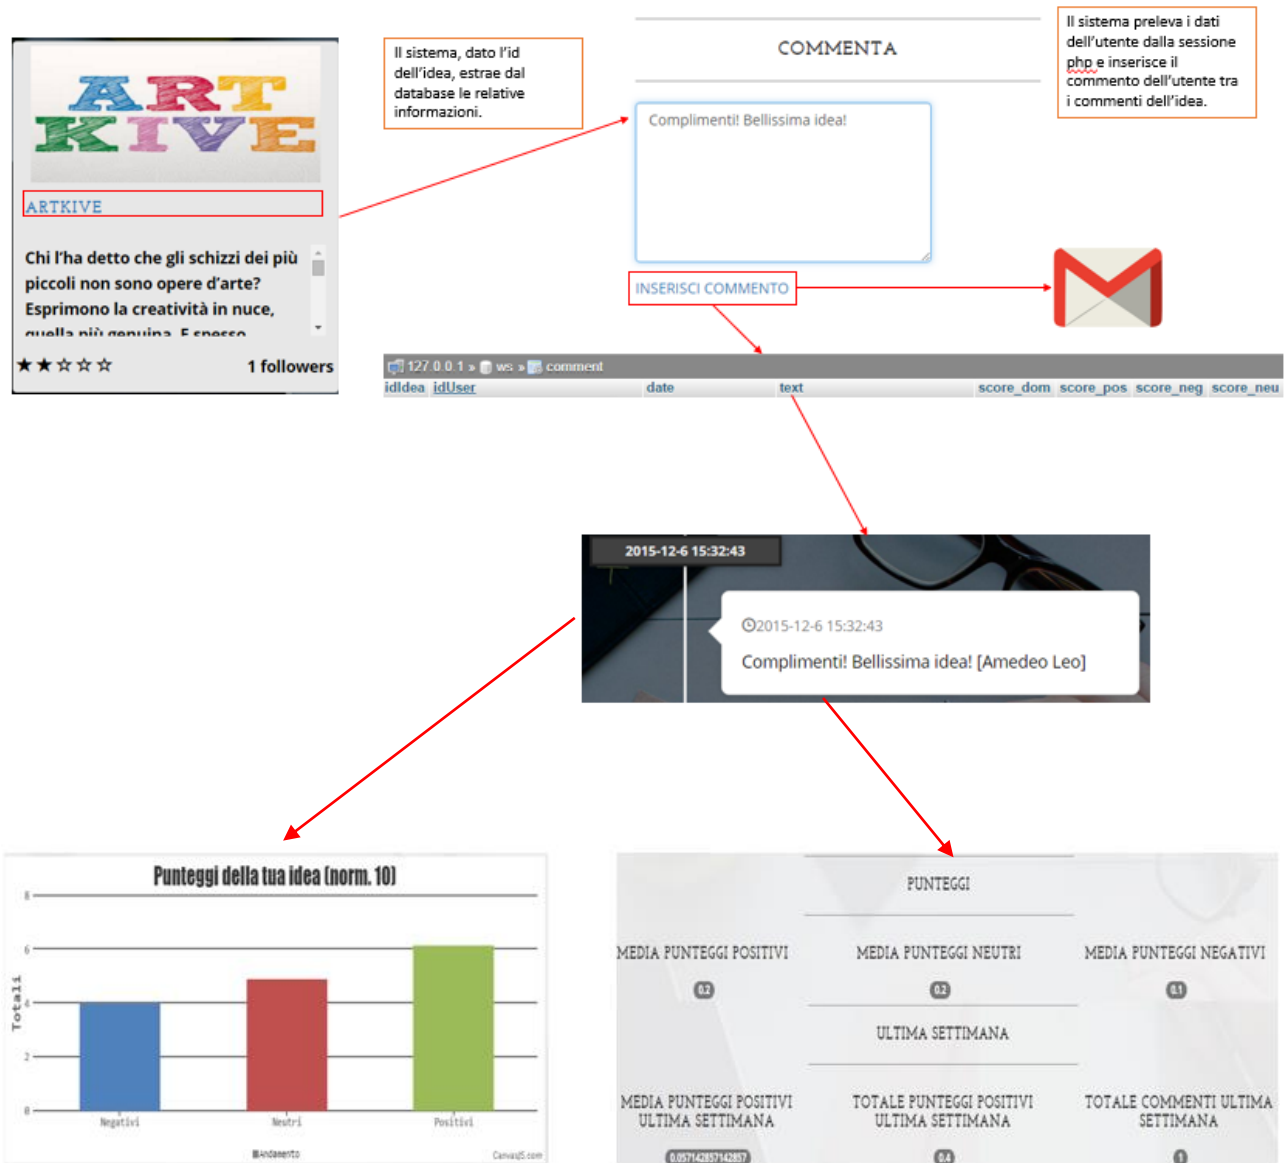 ART
KIVE
ARTKIVE
Chi l'ha detto che gli schizzi dei più
piccoli non sono opere d'arte?
Esprimono la creatività in nuce,
quella più genuina. E spesso
1 followers
Il sistema, dato l'id
dell'idea, estrae dal
database le relative
informazioni.
COMMENTA
Complimenti! Bellissima idea!
INSERISCI COMMENTO
Il sistema preleva i dati
dell'utente dalla sessione
php e inserisce il
commento dell'utente tra
i commenti dell'idea.
127.0.0.1 » ws » comment
idIdea idUser date text score_dom score_pos score_neg score_neu
2015-12-6 15:32:43
2015-12-6 15:32:43
Complimenti! Bellissima idea! [Amedeo Leo]
Punteggi della tua idea (norm. 10)
8
6
4
2
0
Totali
Negativi Neutri Positivi
Andamento
CanvasJS.com
PUNTEGGI
MEDIA PUNTEGGI POSITIVI MEDIA PUNTEGGI NEUTRI MEDIA PUNTEGGI NEGATIVI
0.2 0.2 0.1
ULTIMA SETTIMANA
MEDIA PUNTEGGI POSITIVI TOTALE PUNTEGGI POSITIVI TOTALE COMMENTI ULTIMA
ULTIMA SETTIMANA ULTIMA SETTIMANA SETTIMANA
0.057142857142857 0.4 1